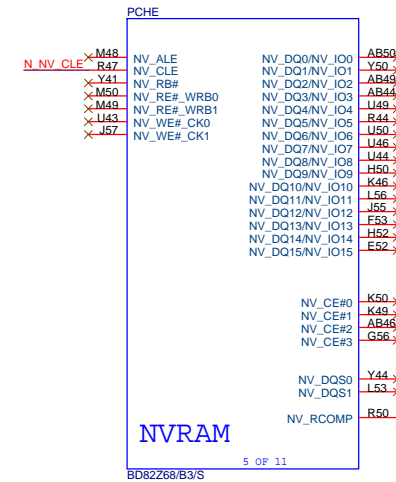 PCHE
M48 NV_ALE NV_DQ0/NV_IO0 AB50
N_NV_CLE R47 NV_CLE NV_DQ1/NV_IO1 Y50
Y41 NV_RB# NV_DQ2/NV_IO2 AB49
M50 NV_RE#_WRB0 NV_DQ3/NV_IO3 AB44
M49 NV_RE#_WRB1 NV_DQ4/NV_IO4 U49
U43 NV_WE#_CK0 NV_DQ5/NV_IO5 R44
J57 NV_WE#_CK1 NV_DQ6/NV_IO6 U50
NV_DQ7/NV_IO7 U46
NV_DQ8/NV_IO8 U44
NV_DQ9/NV_IO9 H50
NV_DQ10/NV_IO10 K46
NV_DQ11/NV_IO11 L56
NV_DQ12/NV_IO12 J55
NV_DQ13/NV_IO13 F53
NV_DQ14/NV_IO14 H52
NV_DQ15/NV_IO15 E52
NV_CE#0 K50
NV_CE#1 K49
NV_CE#2 AB46
NV_CE#3 G56
NV_DQS0 Y44
NV_DQS1 L53
NV_RCOMP R50
NVRAM
5 OF 11
BD82Z68/B3/S